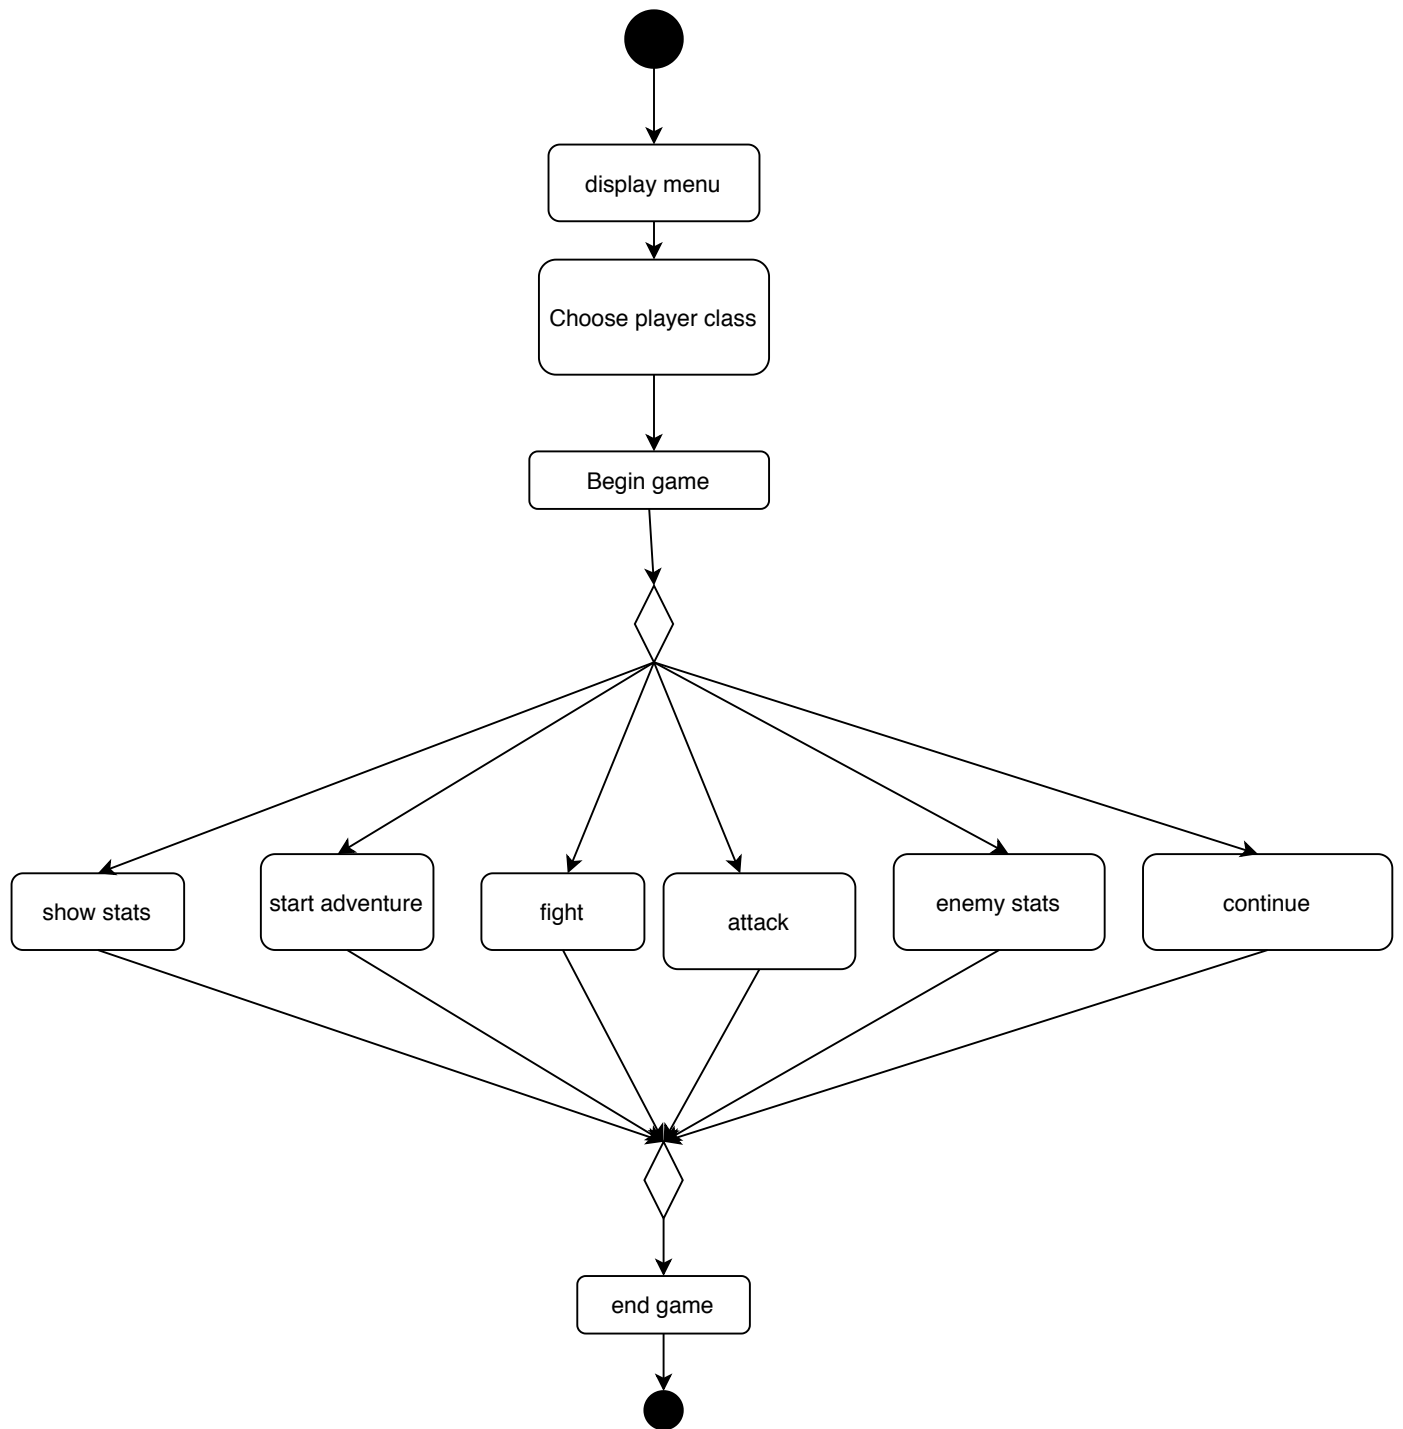 display menu
Choose player class
Begin game
show stats
start adventure
fight
attack
enemy stats
continue
end game